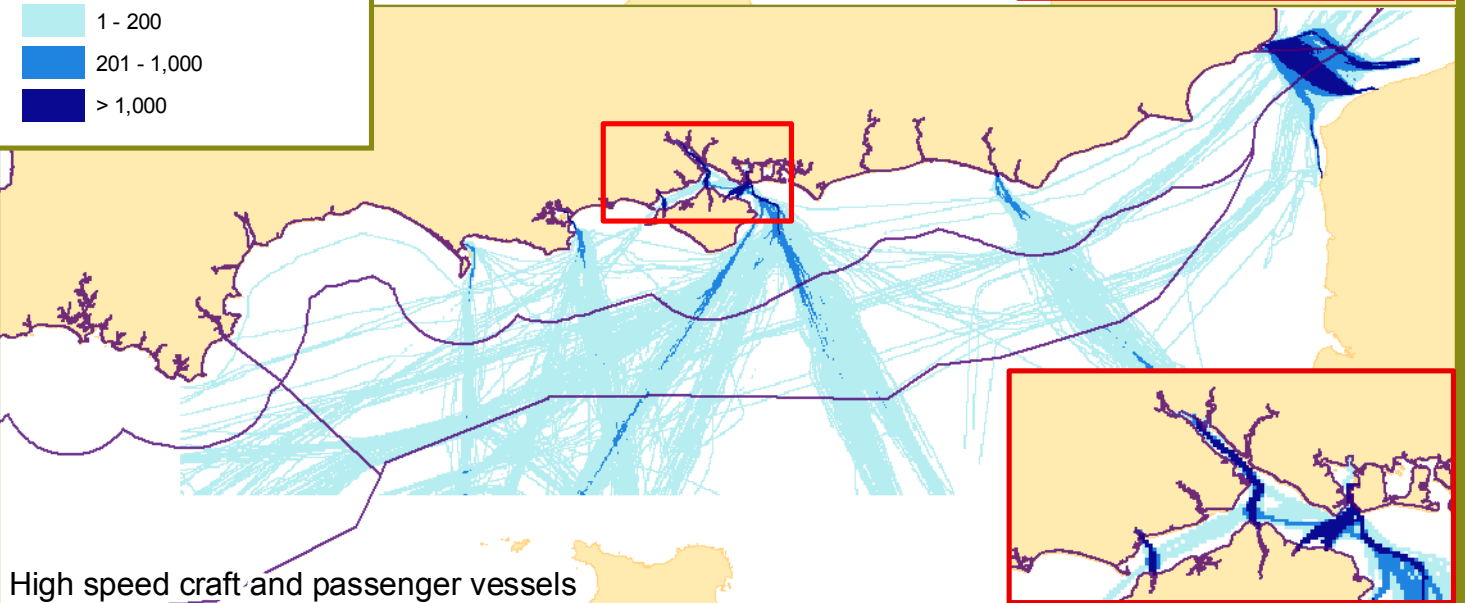 1 - 200
201 - 1,000
> 1,000
High speed craft and passenger vessels